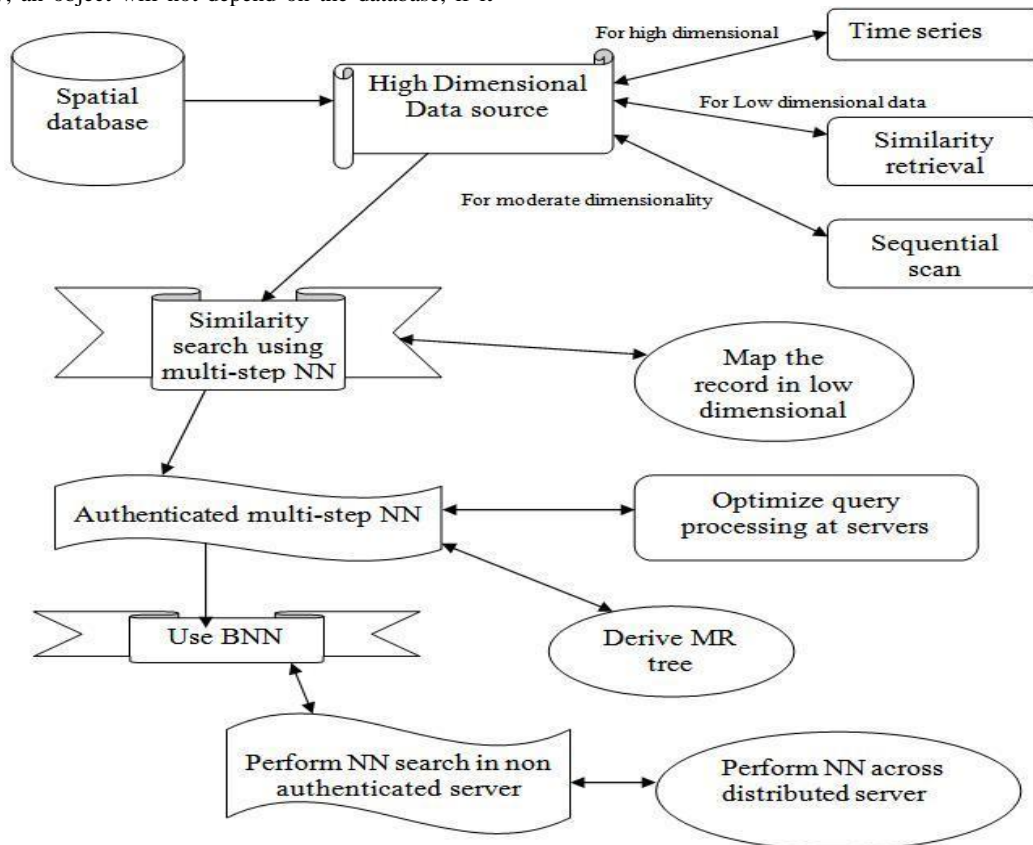 , an object will not depend on the database, if it
For high dimensional
Time series
Spatial
database
High Dimensional
Data source
For Low dimensional data
Similarity
retrieval
For moderate dimensionality
Sequential
scan
Similarity
search using
multi-step NN
Map the
record in low
dimensional
Authenticated multi-step NN
Optimize query
processing at servers
Use BNN
Derive MR
tree
Perform NN search in non
authenticated server
Perform NN across
distributed server